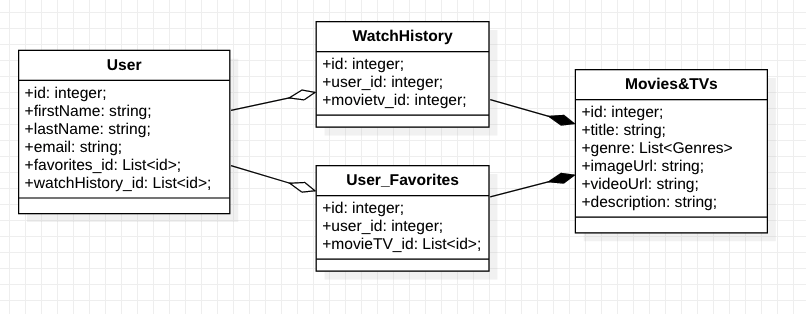 User
+id: integer;
+firstName: string;
+lastName: string;
+email: string;
+favorites_id: List<id>;
+watchHistory_id: List<id>;
WatchHistory
+id: integer;
+user_id: integer;
+movietv_id: integer;
User_Favorites
+id: integer;
+user_id: integer;
+movieTV_id: List<id>;
Movies&TVs
+id: integer;
+title: string;
+genre: List<Genres>
+imageUrl: string;
+videoUrl: string;
+description: string;